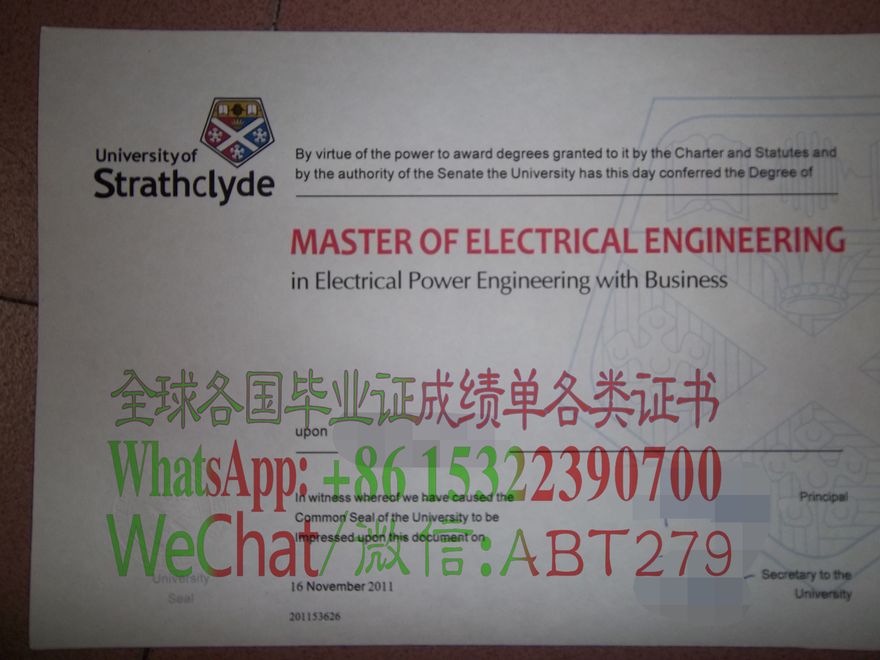 University of
Strathclyde
By virtue of the power to award degrees granted to it by the Charter and Statutes and
by the authority of the Senate the University has this day conferred the Degree of
MASTER OF ELECTRICAL ENGINEERING
in Electrical Power Engineering with Business
全球各国毕业证成绩单各类证书
upon
WhatsApp: +86 15322390700
In witness whereof we have caused the
Common Seal of the University to be
Impressed upon this document on
Principal
WeChat/微信:ABT279
University
Seal
16 November 2011
201153626
Secretary to the
University